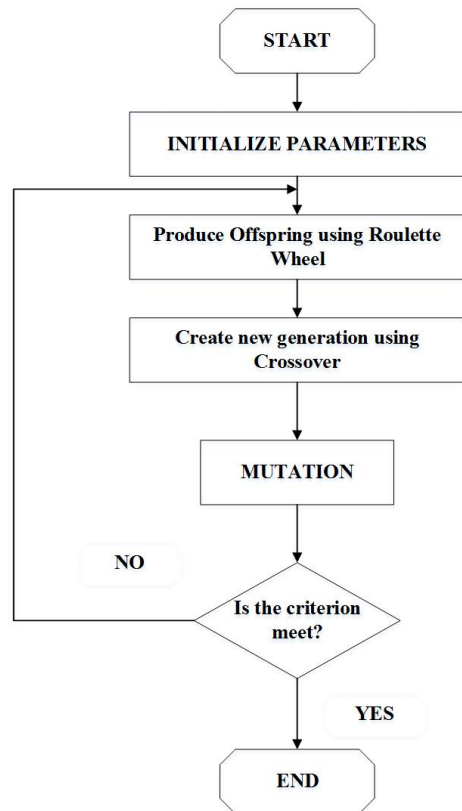 START
INITIALIZE PARAMETERS
Produce Offspring using Roulette
Wheel
Create new generation using
Crossover
MUTATION
NO
Is the criterion
meet?
YES
END